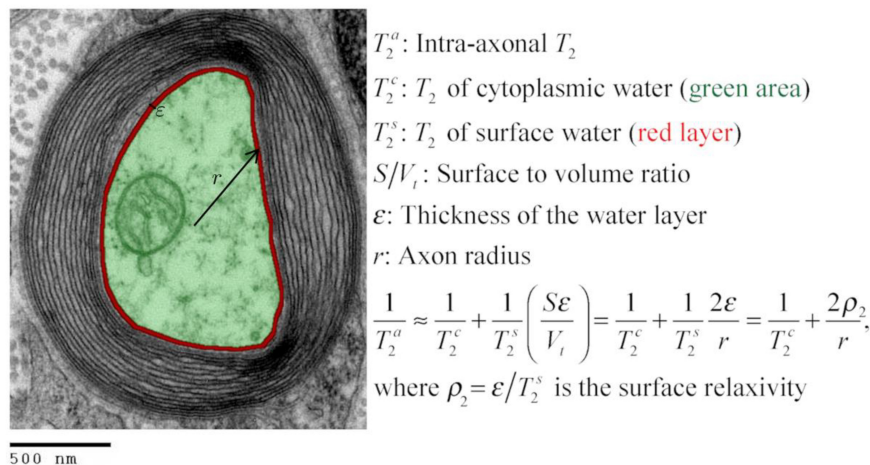 ε
r
500 nm
T₂ᵃ: Intra-axonal T₂
T₂ᶜ: T₂ of cytoplasmic water (green area)
T₂ˢ: T₂ of surface water (red layer)
S/Vₜ: Surface to volume ratio
ε: Thickness of the water layer
r: Axon radius
1/T₂ᵃ ≈ 1/T₂ᶜ + 1/T₂ˢ (Sε/Vₜ) = 1/T₂ᶜ + 1/T₂ˢ 2ε/r = 1/T₂ᶜ + 2ρ₂/r,
where ρ₂= ε/T₂ˢ is the surface relaxivity